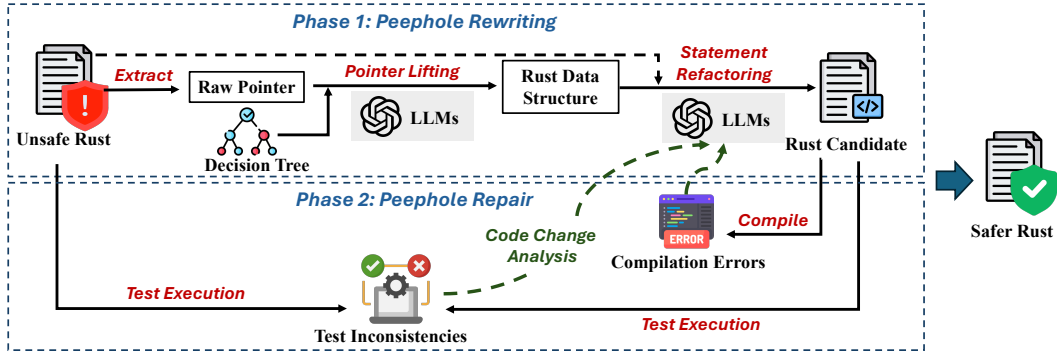 Phase 1: Peephole Rewriting
Extract
Pointer Lifting
Statement
Refactoring
Raw Pointer
Rust Data
Structure
LLMs
LLMs
Unsafe Rust
Decision Tree
Rust Candidate
Phase 2: Peephole Repair
Code Change
Analysis
ERROR
Compile
Compilation Errors
Safer Rust
Test Execution
Test Inconsistencies
Test Execution